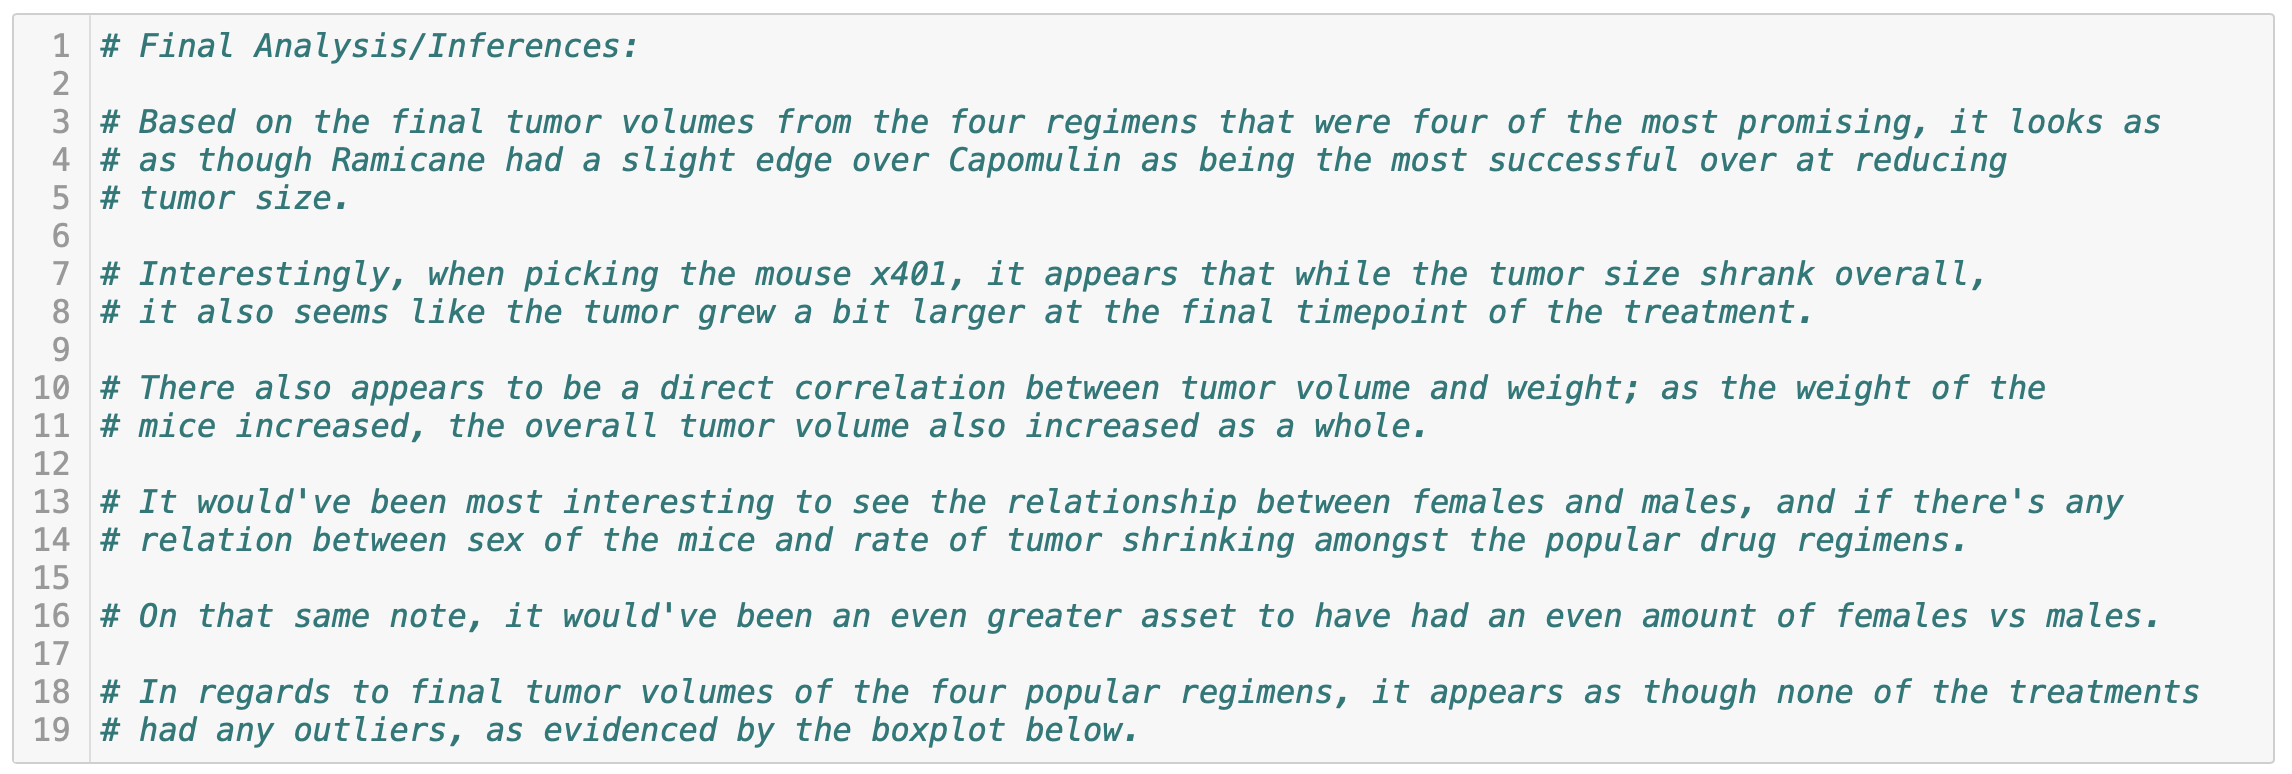 1 # Final Analysis/Inferences:
2
3 # Based on the final tumor volumes from the four regimens that were four of the most promising, it looks as
4 # as though Ramicane had a slight edge over Capomulin as being the most successful over at reducing
5 # tumor size.
6
7 # Interestingly, when picking the mouse x401, it appears that while the tumor size shrank overall,
8 # it also seems like the tumor grew a bit larger at the final timepoint of the treatment.
9
10 # There also appears to be a direct correlation between tumor volume and weight; as the weight of the
11 # mice increased, the overall tumor volume also increased as a whole.
12
13 # It would've been most interesting to see the relationship between females and males, and if there's any
14 # relation between sex of the mice and rate of tumor shrinking amongst the popular drug regimens.
15
16 # On that same note, it would've been an even greater asset to have had an even amount of females vs males.
17
18 # In regards to final tumor volumes of the four popular regimens, it appears as though none of the treatments
19 # had any outliers, as evidenced by the boxplot below.